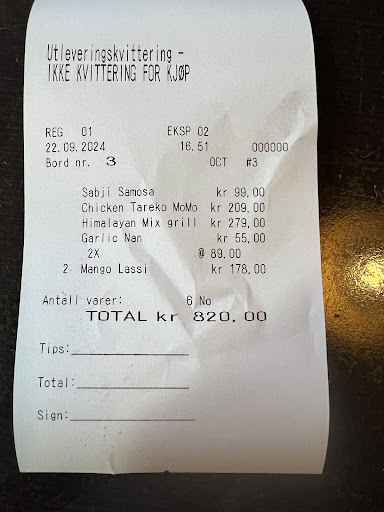 Utleveringskvittering -
IKKE KVITTERING FOR KJØP
REG 01 EKSP 02
22.09.2024 16.51 000000
Bord nr. 3 OCT #3
Sabji Samosa kr 99.00
Chicken Tareko MoMo kr 209.00
Himalayan Mix grill kr 279.00
Garlic Nan kr 55.00
2X @ 89.00
2 Mango Lassi kr 178.00
Antall varer: 6 No
TOTAL kr 820.00
Tips:
Total:
Sign: